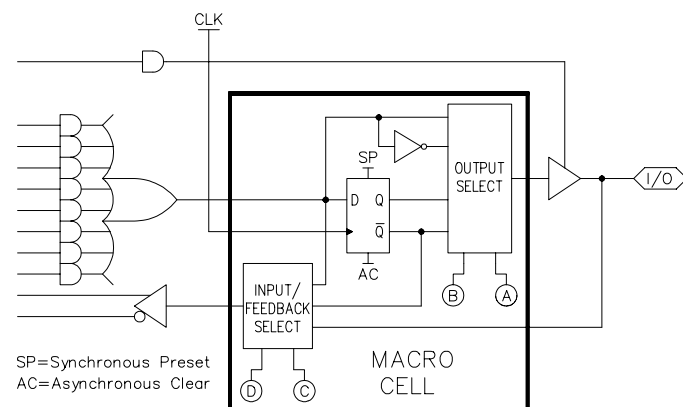 CLK
SP
OUTPUT
SELECT
I/O
D Q
Q̅
AC
B A
INPUT/
FEEDBACK
SELECT
D C
MACRO
CELL
SP=Synchronous Preset
AC=Asynchronous Clear